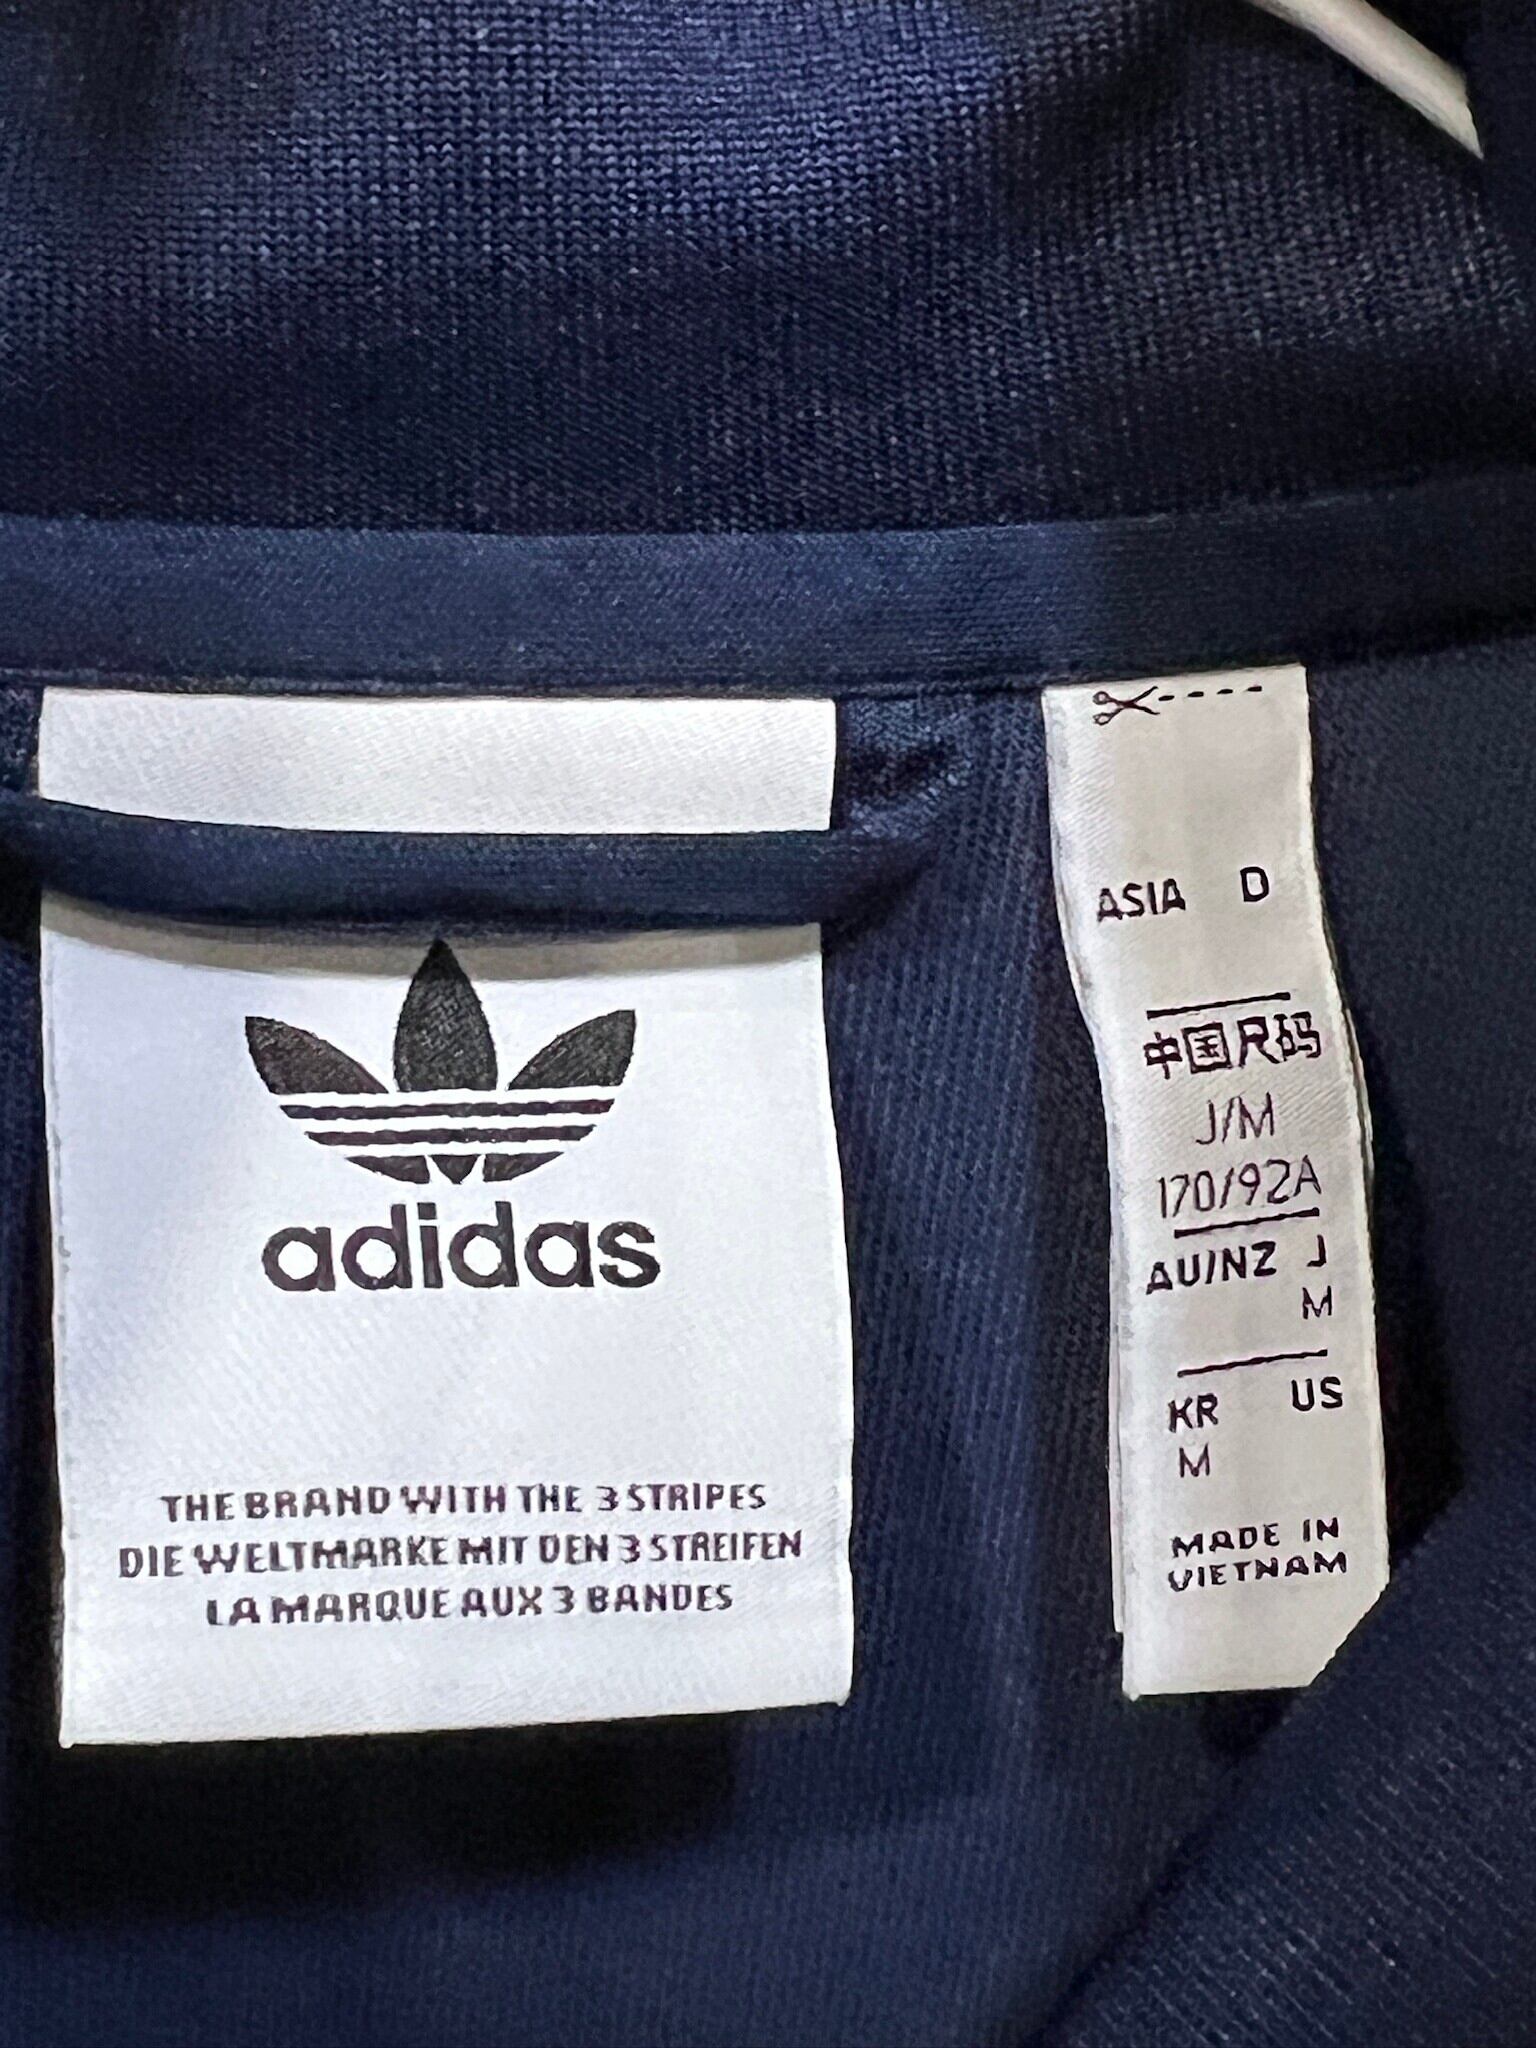 adidas
THE BRAND WITH THE 3 STRIPES
DIE WELTMARKE MIT DEN 3 STREIFEN
LA MARQUE AUX 3 BANDES
ASIA D
中国尺码
J/M
170/92A
AU/NZ J
M
KR US
M
MADE IN
VIETNAM